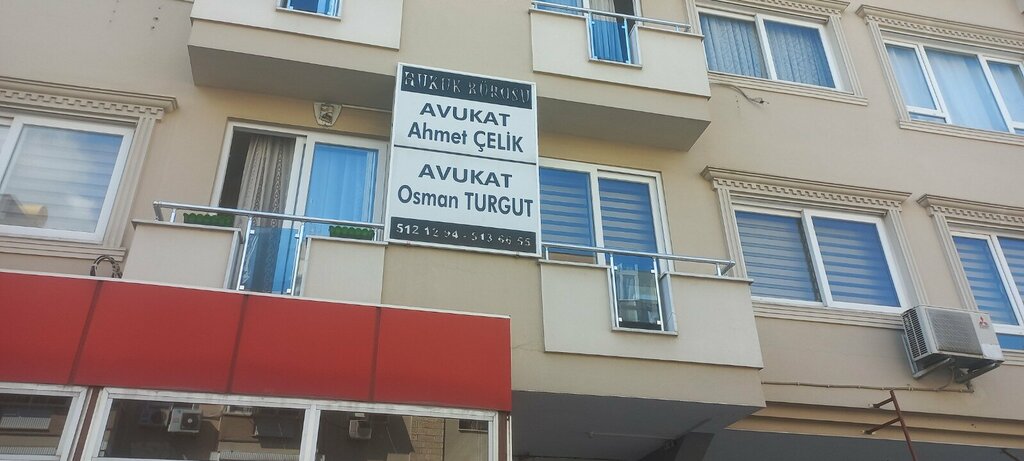 HUKUK BÜROSU
AVUKAT
Ahmet ÇELİK
AVUKAT
Osman TURGUT
512 12 94 - 513 66 55